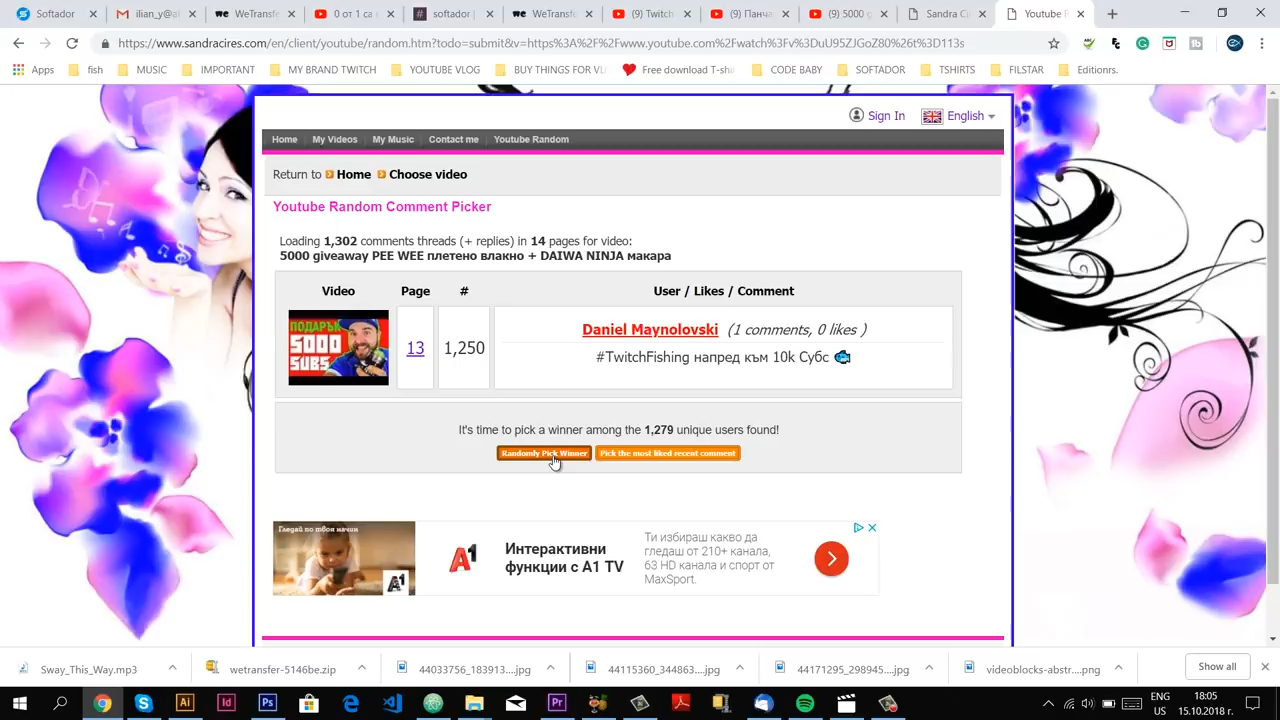 Softador
ilian_y@al
WeTransfe
0 от 1 са
softador |
WeTransfe
(9) Twitch
(9) Панча
(9) 5000 g
Sandra Ci
Youtube R
https://www.sandracires.com/en/client/youtube/random.htm?todo=submit&v=https%3A%2F%2Fwww.youtube.com%2Fwatch%3Fv%3DuU95ZJGoZ80%26t%3D113s
Apps fish MUSIC IMPORTANT MY BRAND TWITCH YOUTUBE VLOG BUY THINGS FOR VL Free download T-shi CODE BABY SOFTADOR TSHIRTS FILSTAR Editionrs.
Sign In English
Home My Videos My Music Contact me Youtube Random
Return to Home Choose video
Youtube Random Comment Picker
Loading 1,302 comments threads (+ replies) in 14 pages for video:
5000 giveaway PEE WEE плетено влакно + DAIWA NINJA макара
Video Page # User / Likes / Comment
ПОДАРЪК
5000
SUBS
13 1,250
Daniel Maynolovski (1 comments, 0 likes )
#TwitchFishing напред към 10k Субс
It's time to pick a winner among the 1,279 unique users found!
Randomly Pick Winner Pick the most liked recent comment
Гледай по твоя начин
A1
A1
Интерактивни
функции с A1 TV
Ти избираш какво да
гледаш от 210+ канала,
63 HD канала и спорт от
MaxSport.
Sway_This_Way.mp3 wetransfer-5146be.zip 44033756_183913....jpg 44115360_344863....jpg 44171295_298945....jpg videoblocks-abstr....png Show all
ENG 18:05
УС 15.10.2018 г.